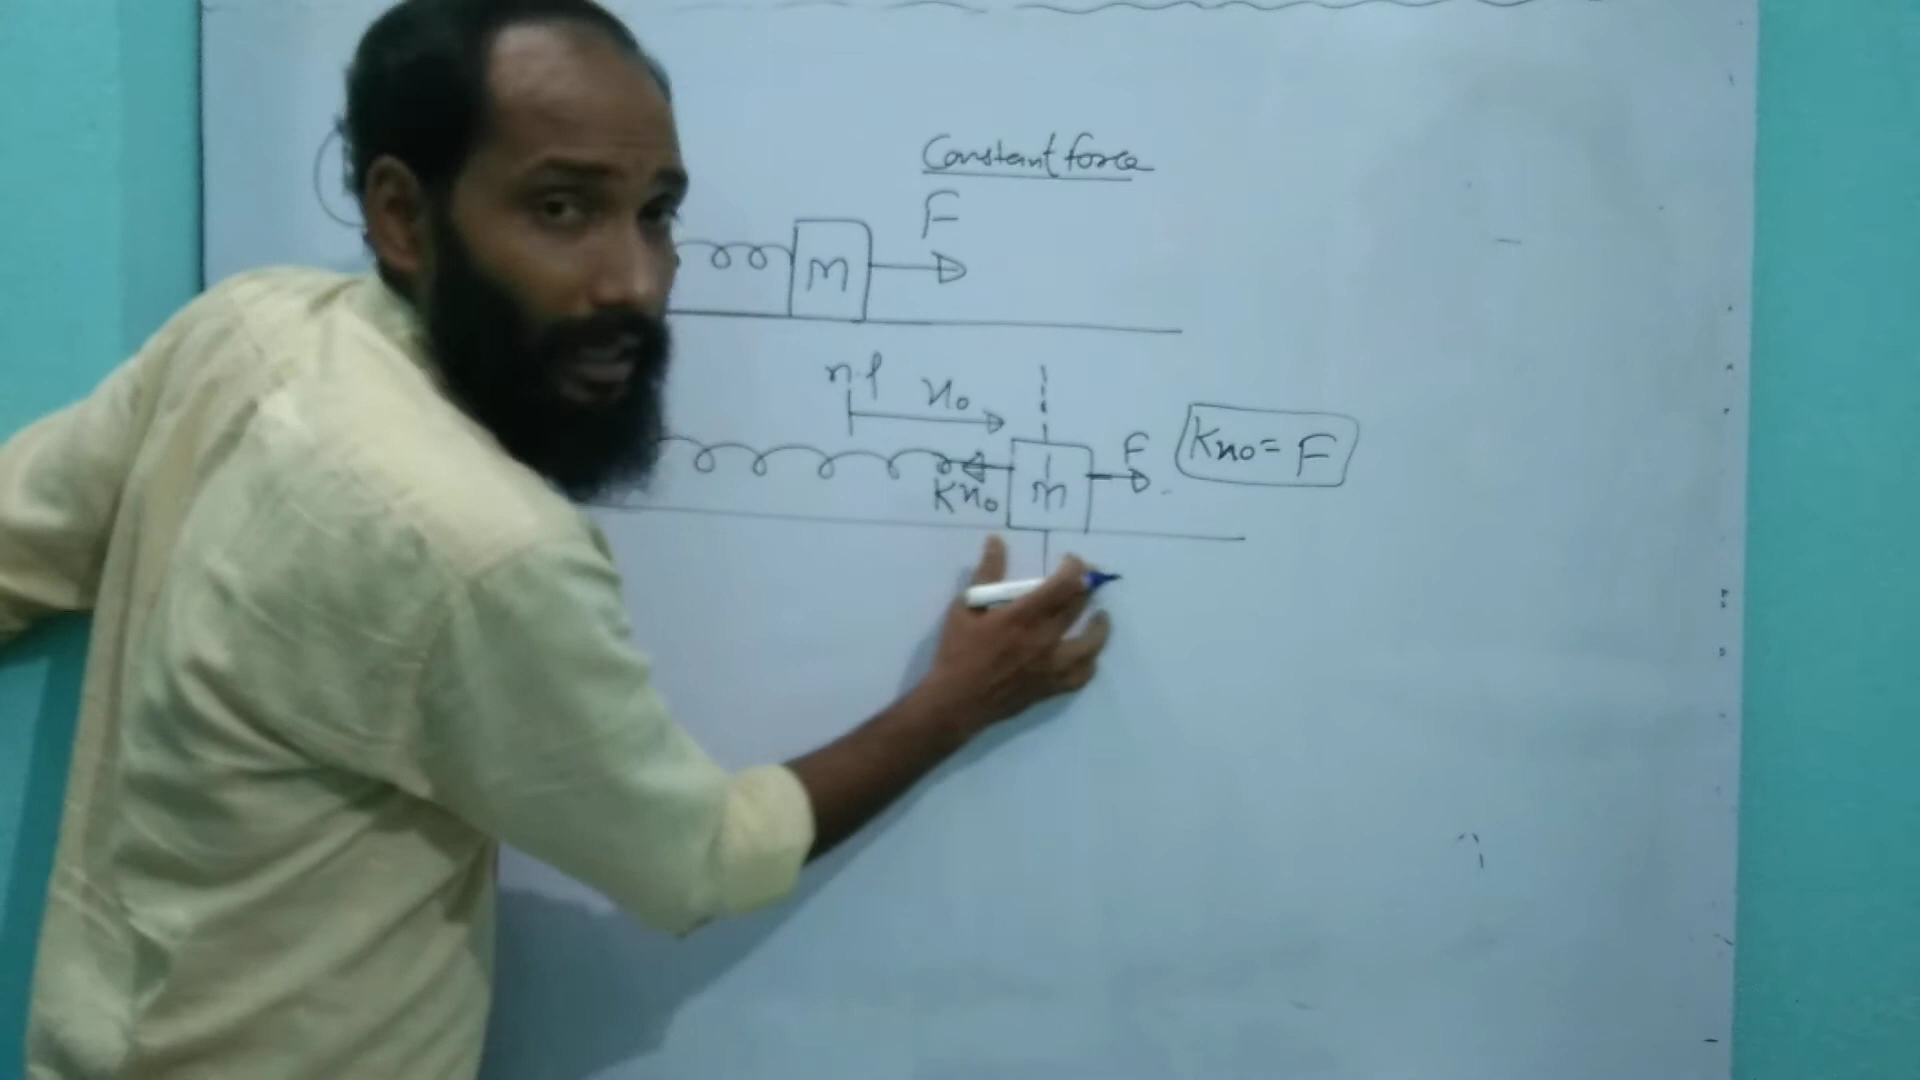 Constant force
F
m
n.l x₀
F Kx₀ = F
Kx₀ m